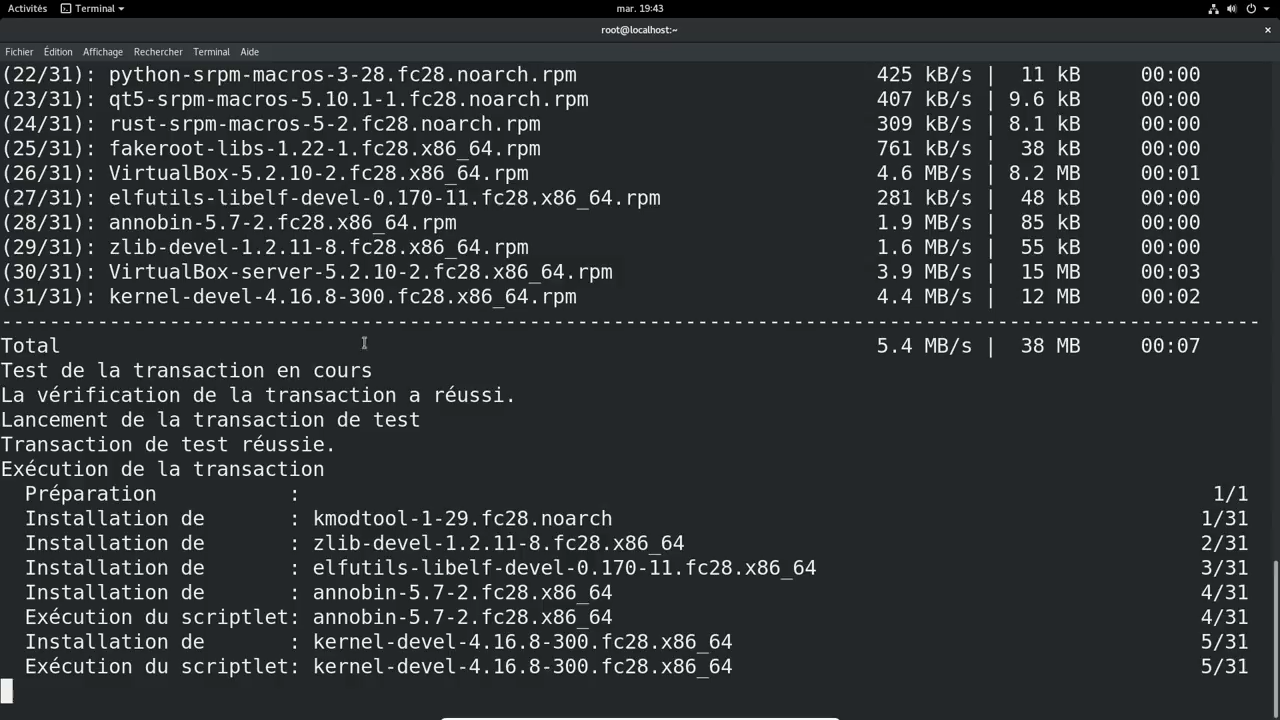 Activités Terminal mar. 19:43
root@localhost:~ ×
Fichier Édition Affichage Rechercher Terminal Aide
(22/31): python-srpm-macros-3-28.fc28.noarch.rpm 425 kB/s | 11 kB 00:00
(23/31): qt5-srpm-macros-5.10.1-1.fc28.noarch.rpm 407 kB/s | 9.6 kB 00:00
(24/31): rust-srpm-macros-5-2.fc28.noarch.rpm 309 kB/s | 8.1 kB 00:00
(25/31): fakeroot-libs-1.22-1.fc28.x86_64.rpm 761 kB/s | 38 kB 00:00
(26/31): VirtualBox-5.2.10-2.fc28.x86_64.rpm 4.6 MB/s | 8.2 MB 00:01
(27/31): elfutils-libelf-devel-0.170-11.fc28.x86_64.rpm 281 kB/s | 48 kB 00:00
(28/31): annobin-5.7-2.fc28.x86_64.rpm 1.9 MB/s | 85 kB 00:00
(29/31): zlib-devel-1.2.11-8.fc28.x86_64.rpm 1.6 MB/s | 55 kB 00:00
(30/31): VirtualBox-server-5.2.10-2.fc28.x86_64.rpm 3.9 MB/s | 15 MB 00:03
(31/31): kernel-devel-4.16.8-300.fc28.x86_64.rpm 4.4 MB/s | 12 MB 00:02
---------------------------------------------------------------------------------------------------------
Total 5.4 MB/s | 38 MB 00:07
Test de la transaction en cours
La vérification de la transaction a réussi.
Lancement de la transaction de test
Transaction de test réussie.
Exécution de la transaction
Préparation : 1/1
Installation de : kmodtool-1-29.fc28.noarch 1/31
Installation de : zlib-devel-1.2.11-8.fc28.x86_64 2/31
Installation de : elfutils-libelf-devel-0.170-11.fc28.x86_64 3/31
Installation de : annobin-5.7-2.fc28.x86_64 4/31
Exécution du scriptlet: annobin-5.7-2.fc28.x86_64 4/31
Installation de : kernel-devel-4.16.8-300.fc28.x86_64 5/31
Exécution du scriptlet: kernel-devel-4.16.8-300.fc28.x86_64 5/31